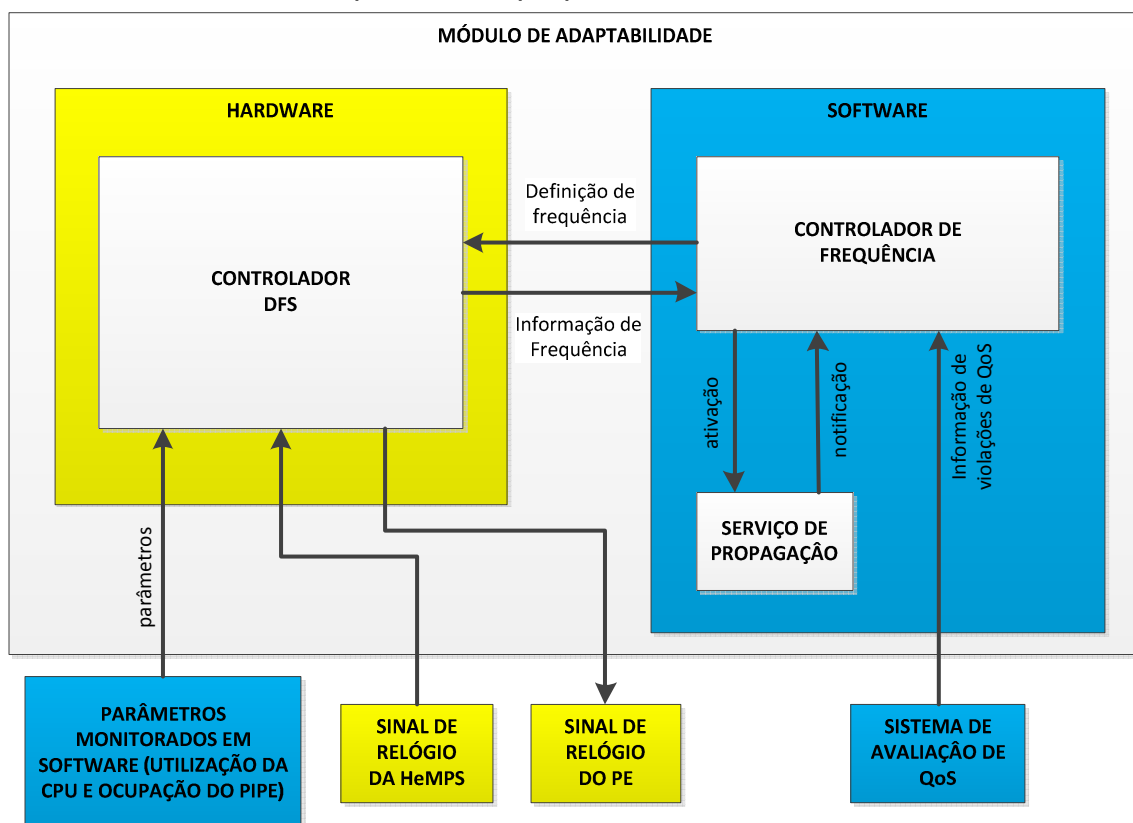 MÓDULO DE ADAPTABILIDADE
HARDWARE
SOFTWARE
CONTROLADOR
DFS
Definição de
frequência
Informação de
Frequência
CONTROLADOR DE
FREQUÊNCIA
ativação
notificação
Informação de
violações de QoS
SERVIÇO DE
PROPAGAÇÂO
parâmetros
PARÂMETROS
MONITORADOS EM
SOFTWARE (UTILIZAÇÃO DA
CPU E OCUPAÇÃO DO PIPE)
SINAL DE
RELÓGIO
DA HeMPS
SINAL DE
RELÓGIO
DO PE
SISTEMA DE
AVALIAÇÂO DE
QoS